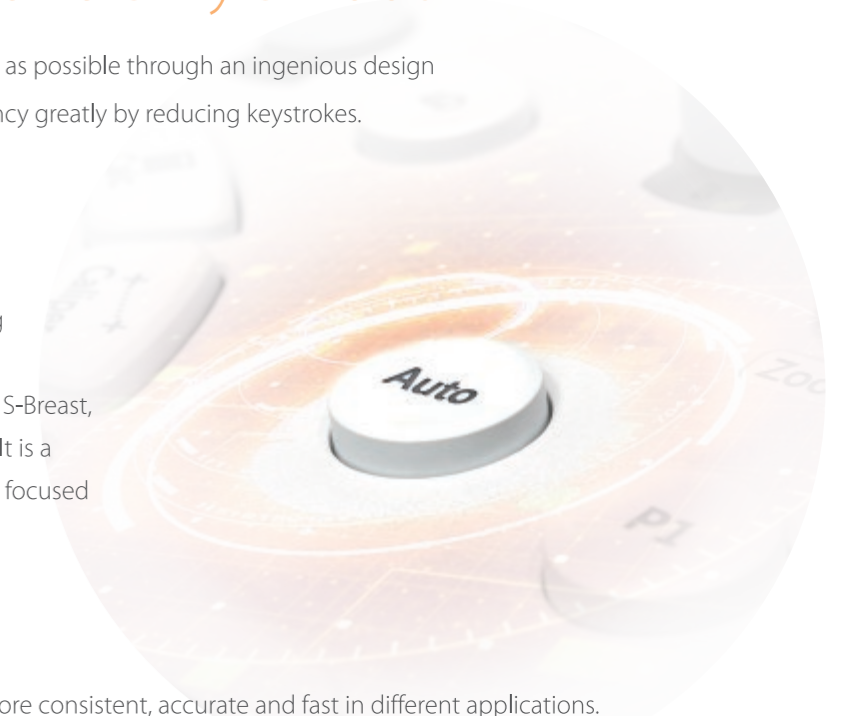 as possible through an ingenious design
ncy greatly by reducing keystrokes.
g
S-Breast,
It is a
focused
Auto
P1
ore consistent, accurate and fast in different applications.